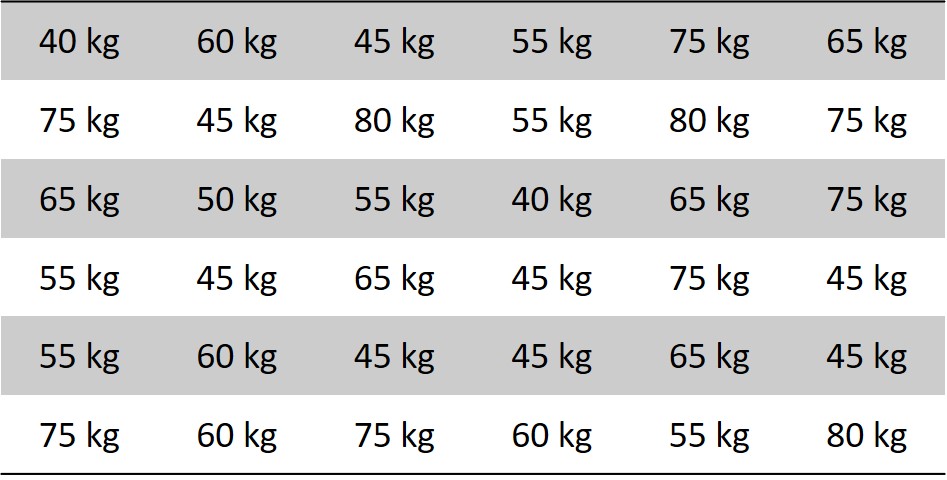 40 kg 60 kg 45 kg 55 kg 75 kg 65 kg
75 kg 45 kg 80 kg 55 kg 80 kg 75 kg
65 kg 50 kg 55 kg 40 kg 65 kg 75 kg
55 kg 45 kg 65 kg 45 kg 75 kg 45 kg
55 kg 60 kg 45 kg 45 kg 65 kg 45 kg
75 kg 60 kg 75 kg 60 kg 55 kg 80 kg